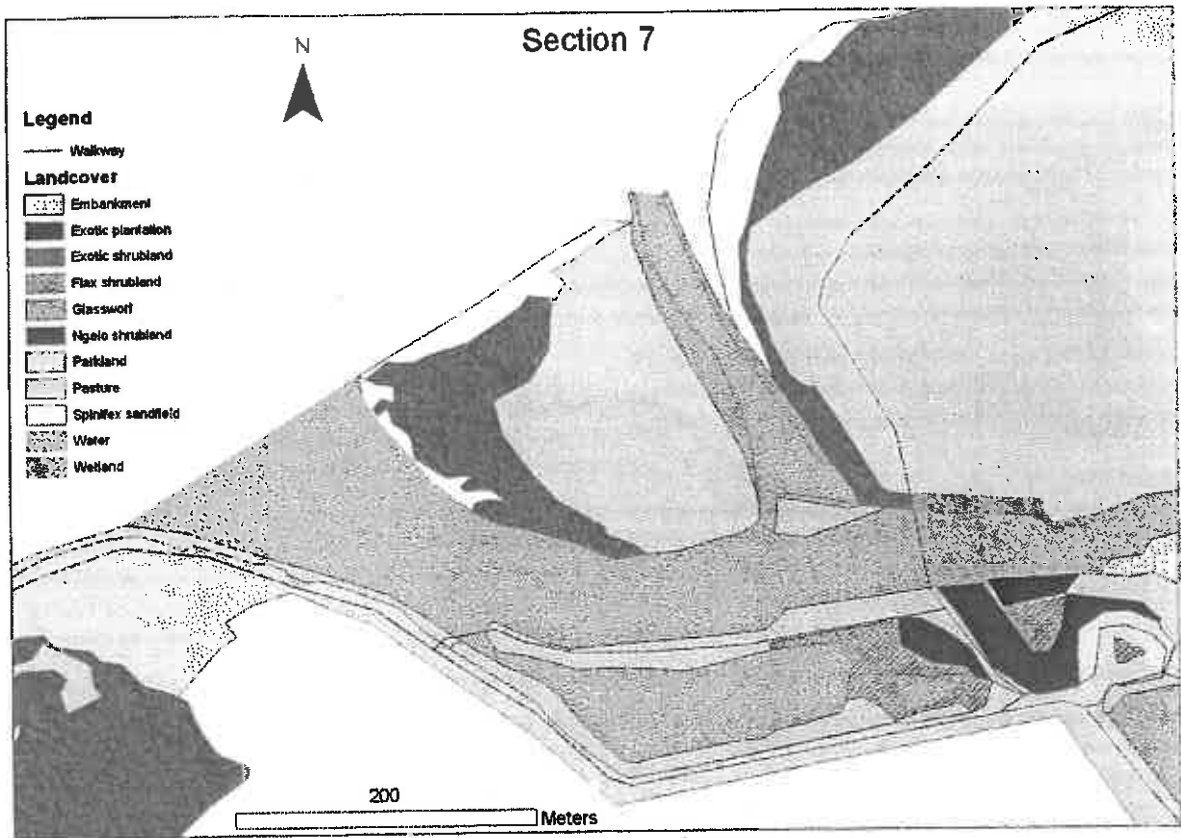 Section 7
N
Legend
Walkway
Landcover
Embankment
Exotic plantation
Exotic shrubland
Flax shrubland
Glasswort
Ngaio shrubland
Parkland
Pasture
Spinifex sandfield
Water
Wetland
200
Meters